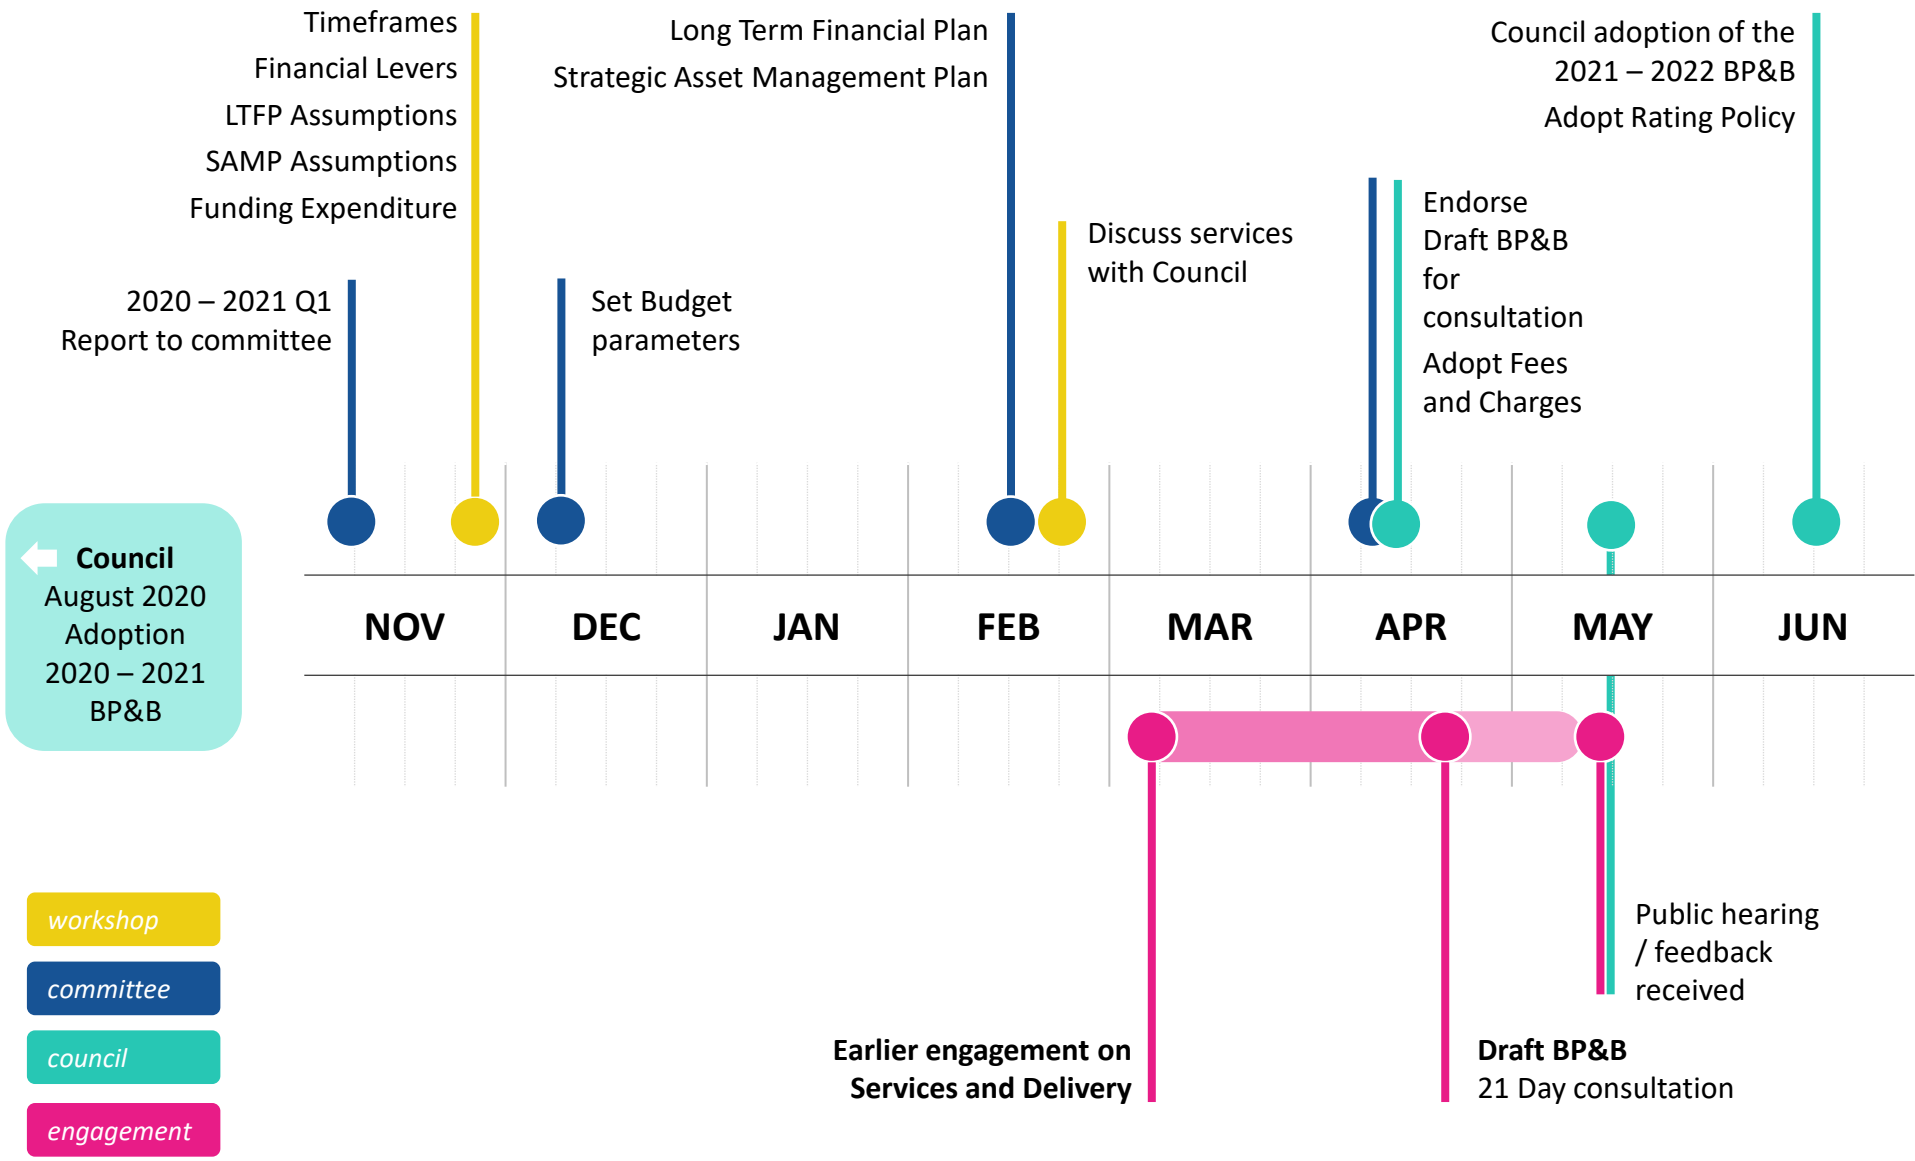 Timeframes
Financial Levers
LTFP Assumptions
SAMP Assumptions
Funding Expenditure
Long Term Financial Plan
Strategic Asset Management Plan
Council adoption of the
2021 – 2022 BP&B
Adopt Rating Policy
2020 – 2021 Q1
Report to committee
Set Budget
parameters
Discuss services
with Council
Endorse
Draft BP&B
for
consultation
Adopt Fees
and Charges
Council
August 2020
Adoption
2020 – 2021
BP&B
NOV
DEC
JAN
FEB
MAR
APR
MAY
JUN
Public hearing
/ feedback
received
Earlier engagement on
Services and Delivery
Draft BP&B
21 Day consultation
workshop
committee
council
engagement